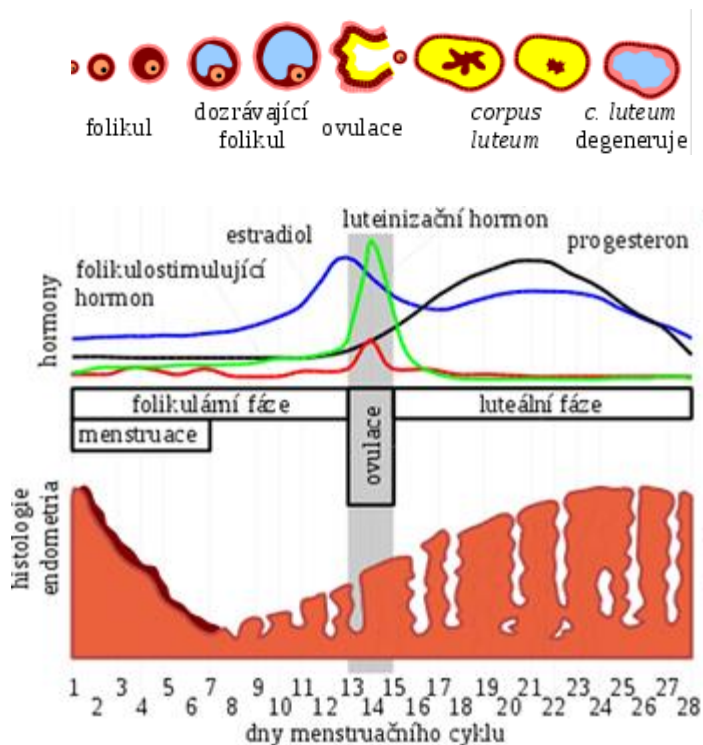 folikul
dozrávající
folikul
ovulace
corpus
luteum
c. luteum
degeneruje
luteinizační hormon
estradiol
progesteron
folikulostimulující
hormon
hormony
folikulární fáze
luteální fáze
menstruace
ovulace
histologie
endometria
1 3 5 7 9 11 13 15 17 19 21 23 25 27
2 4 6 8 10 12 14 16 18 20 22 24 26 28
dny menstruačního cyklu